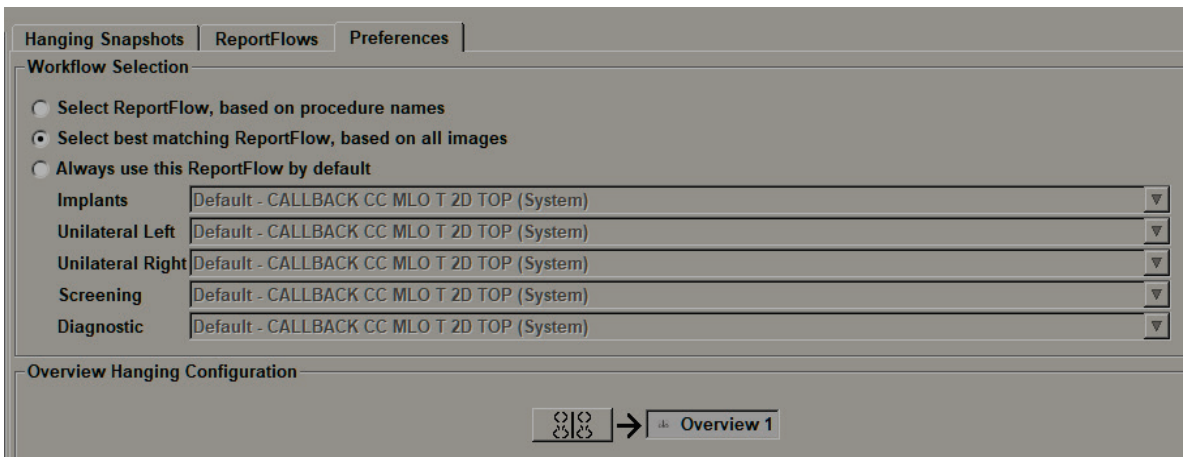 Hanging Snapshots ReportFlows Preferences
Workflow Selection
Select ReportFlow, based on procedure names
Select best matching ReportFlow, based on all images
Always use this ReportFlow by default
Implants Default - CALLBACK CC MLO T 2D TOP (System)
Unilateral Left Default - CALLBACK CC MLO T 2D TOP (System)
Unilateral Right Default - CALLBACK CC MLO T 2D TOP (System)
Screening Default - CALLBACK CC MLO T 2D TOP (System)
Diagnostic Default - CALLBACK CC MLO T 2D TOP (System)
Overview Hanging Configuration
Overview 1